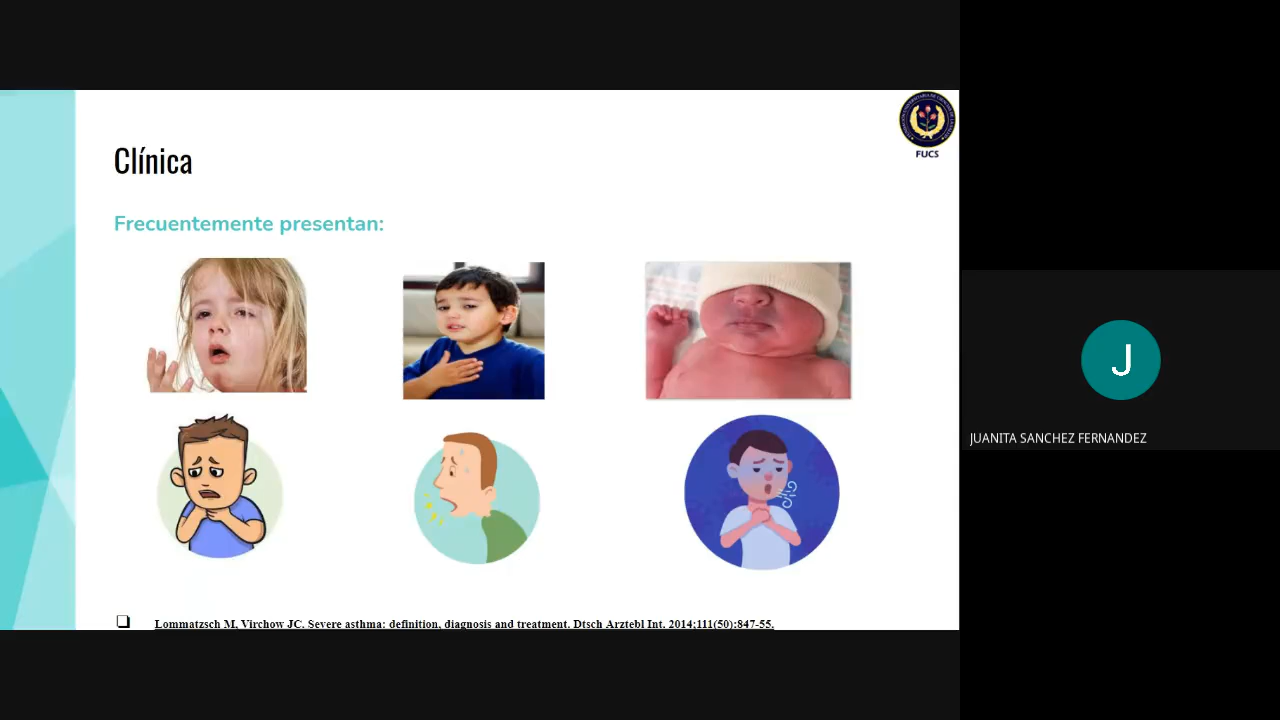 FUCS
Clínica
Frecuentemente presentan:
J
JUANITA SANCHEZ FERNANDEZ
Lommatzsch M, Virchow JC. Severe asthma: definition, diagnosis and treatment. Dtsch Arztebl Int. 2014;111(50):847-55.